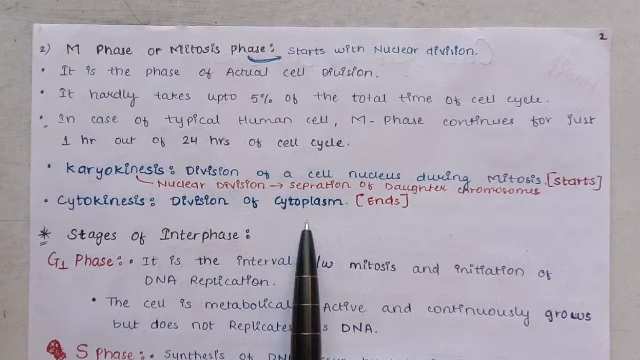 2
2) M Phase or Mitosis phase: Starts with Nuclear division.
• It is the phase of Actual cell Division.
• It hardly takes upto 5% of the total time of cell cycle.
• In case of typical Human cell, M-Phase continues for just
1 hr out of 24 hrs of cell cycle.
• Karyokinesis: Division of a cell nucleus during Mitosis. [Starts]
Nuclear Division → sepration of Daughter chromosomes
• Cytokinesis: Division of Cytoplasm. [Ends]
* Stages of Interphase:
G1 Phase: • It is the interval /w mitosis and initiation of
DNA Replication.
• The cell is metabolical Active and continuously grows
but does not Replicate s DNA.
S Phase: • Synthesis of DN